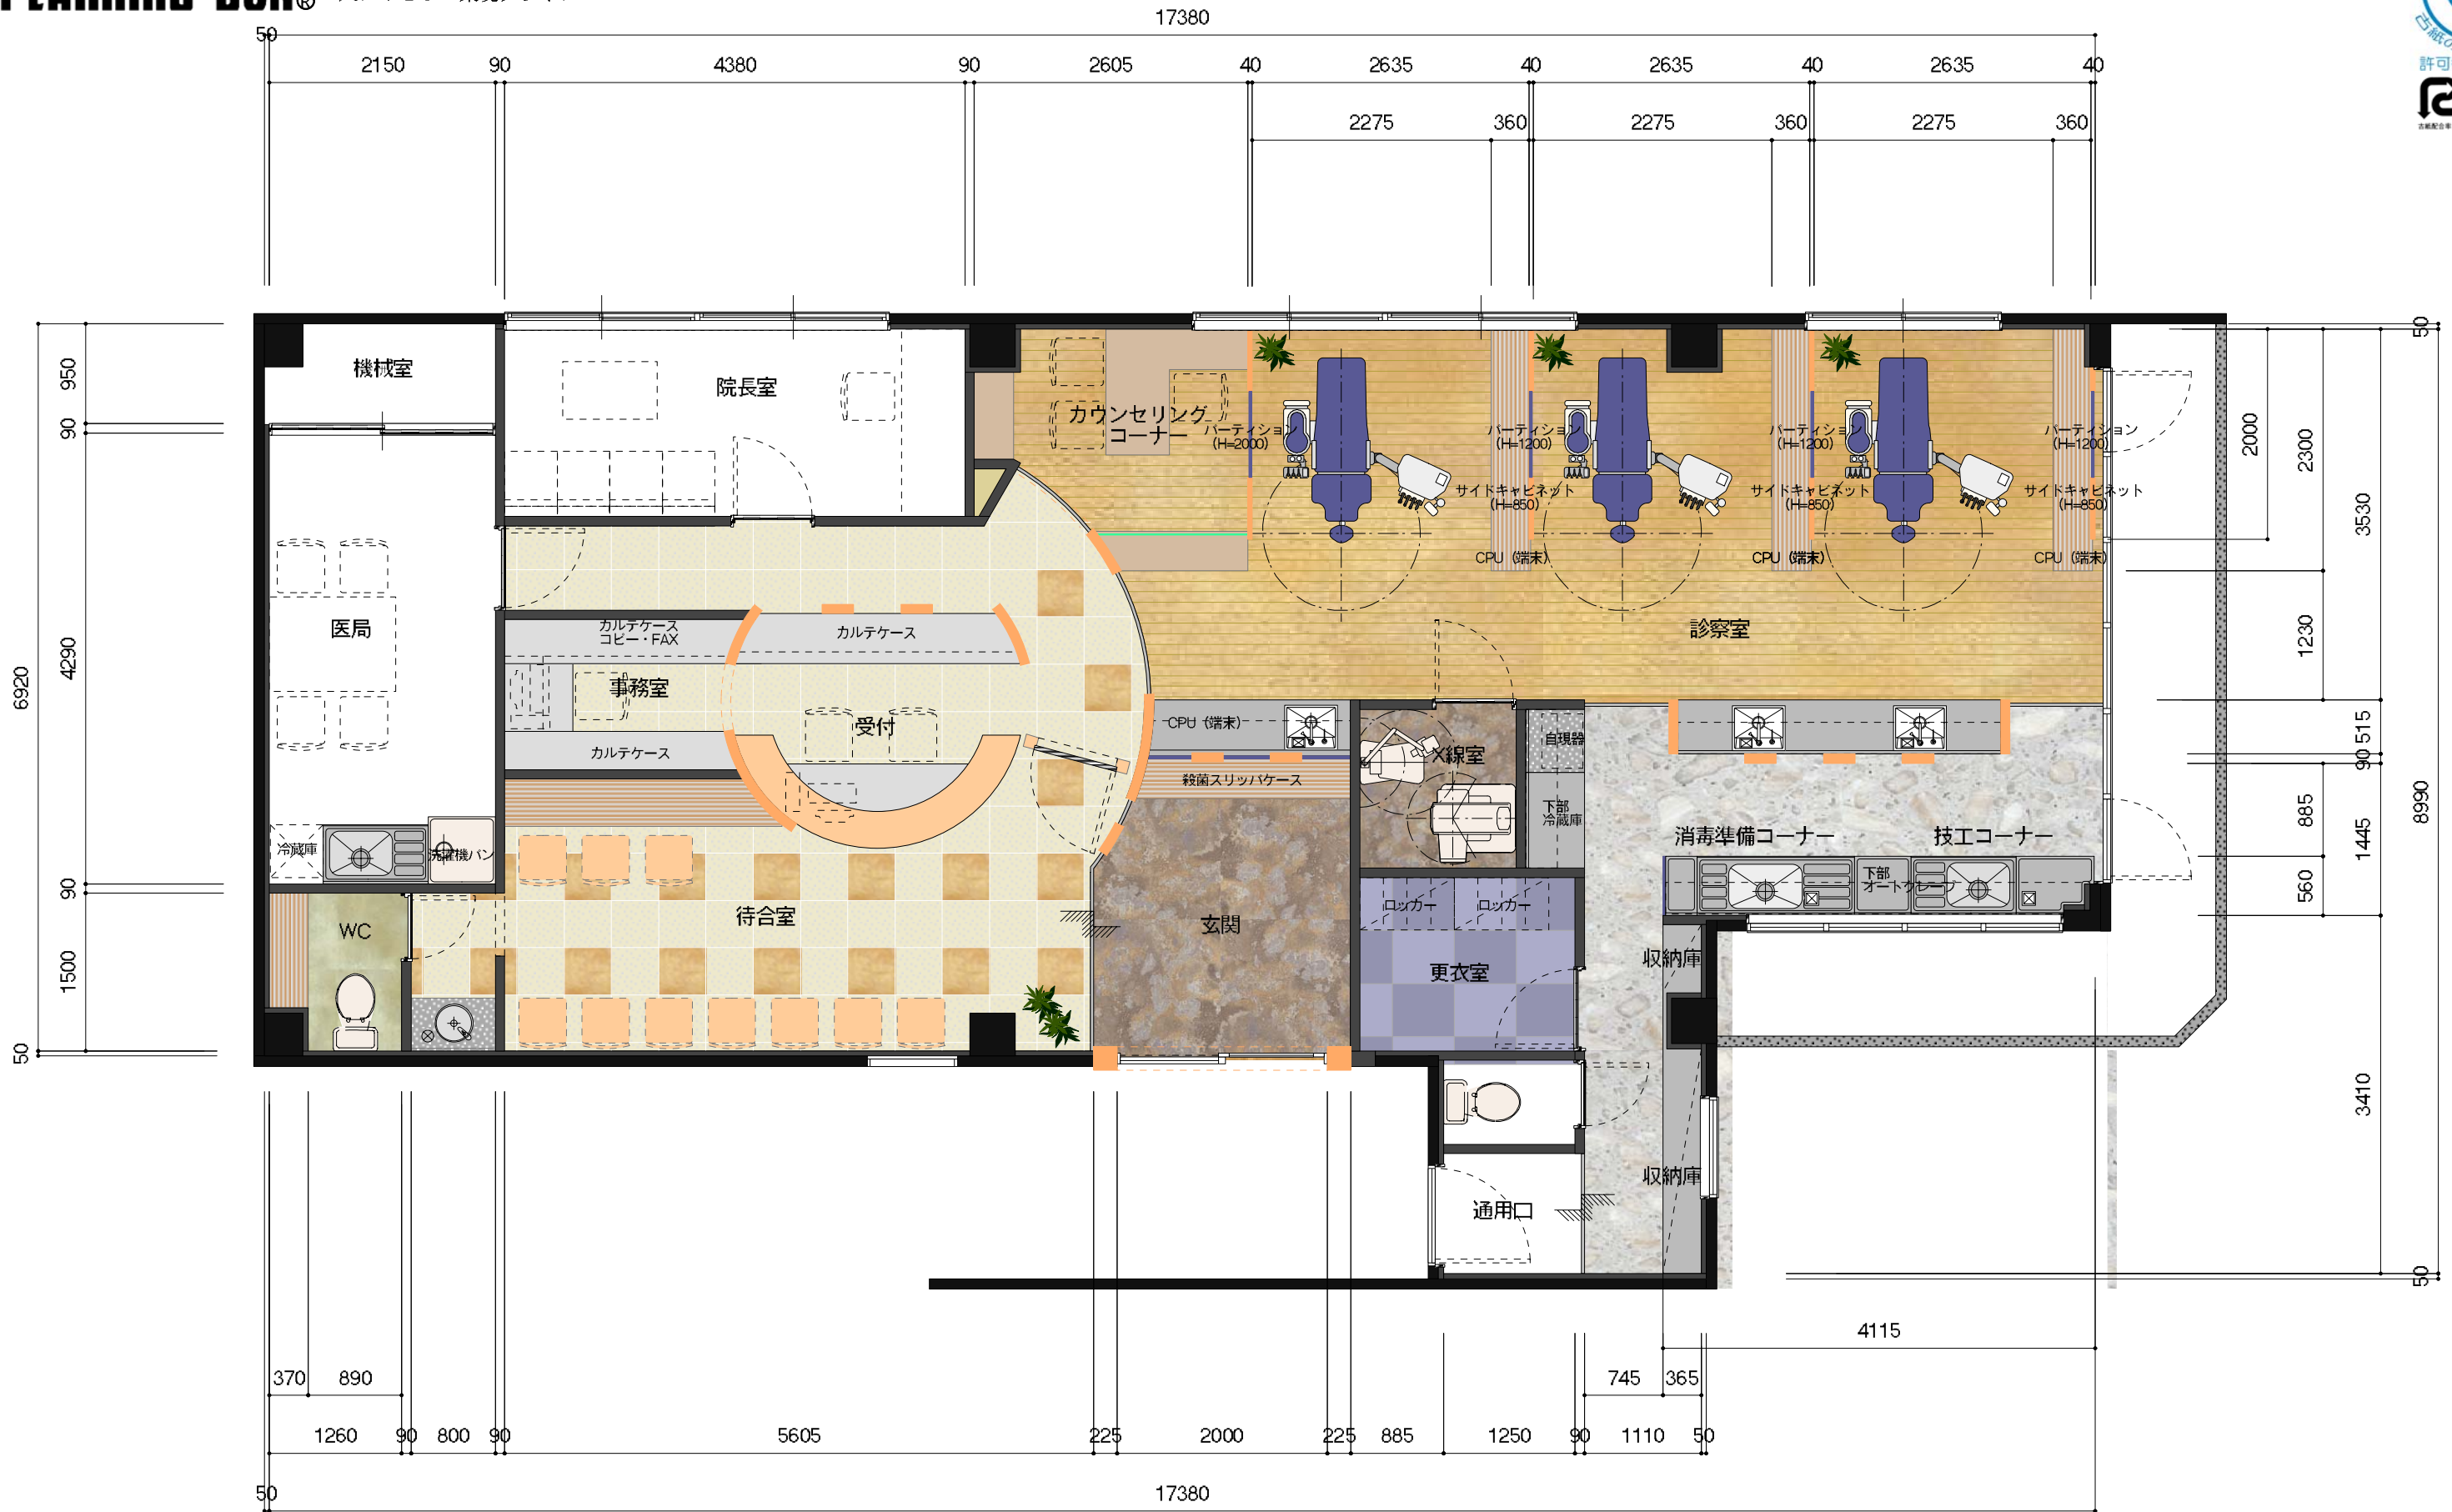 17380
50
2150 90 4380 90 2605 40 2635 40 2635 40 2635 40
2275 360 2275 360 2275 360
許可
機械室
院長室
カウンセリング
コーナー
パーティション
(H=2000)
パーティション
(H=1200)
パーティション
(H=1200)
パーティション
(H=1200)
サイドキャビネット
(H=850)
サイドキャビネット
(H=850)
サイドキャビネット
(H=850)
CPU (端末)
CPU (端末)
CPU (端末)
医局
カルテケース
コピー・FAX
カルテケース
診察室
事務室
受付
カルテケース
CPU (端末)
殺菌スリッパケース
X線室
自現器
下部
冷蔵庫
消毒準備コーナー
技工コーナー
冷蔵庫
洗濯機パン
下部
オートクレーブ
WC
待合室
玄関
ロッカー
ロッカー
更衣室
収納庫
収納庫
通用口
950
90
4290
90
1500
6920
50
50
2000
2300
1230
3530
515
90
885
1445
560
8990
3410
50
4115
370 890
745 365
1260 90 800 90 5605 225 2000 225 885 1250 90 1110 50
50
17380